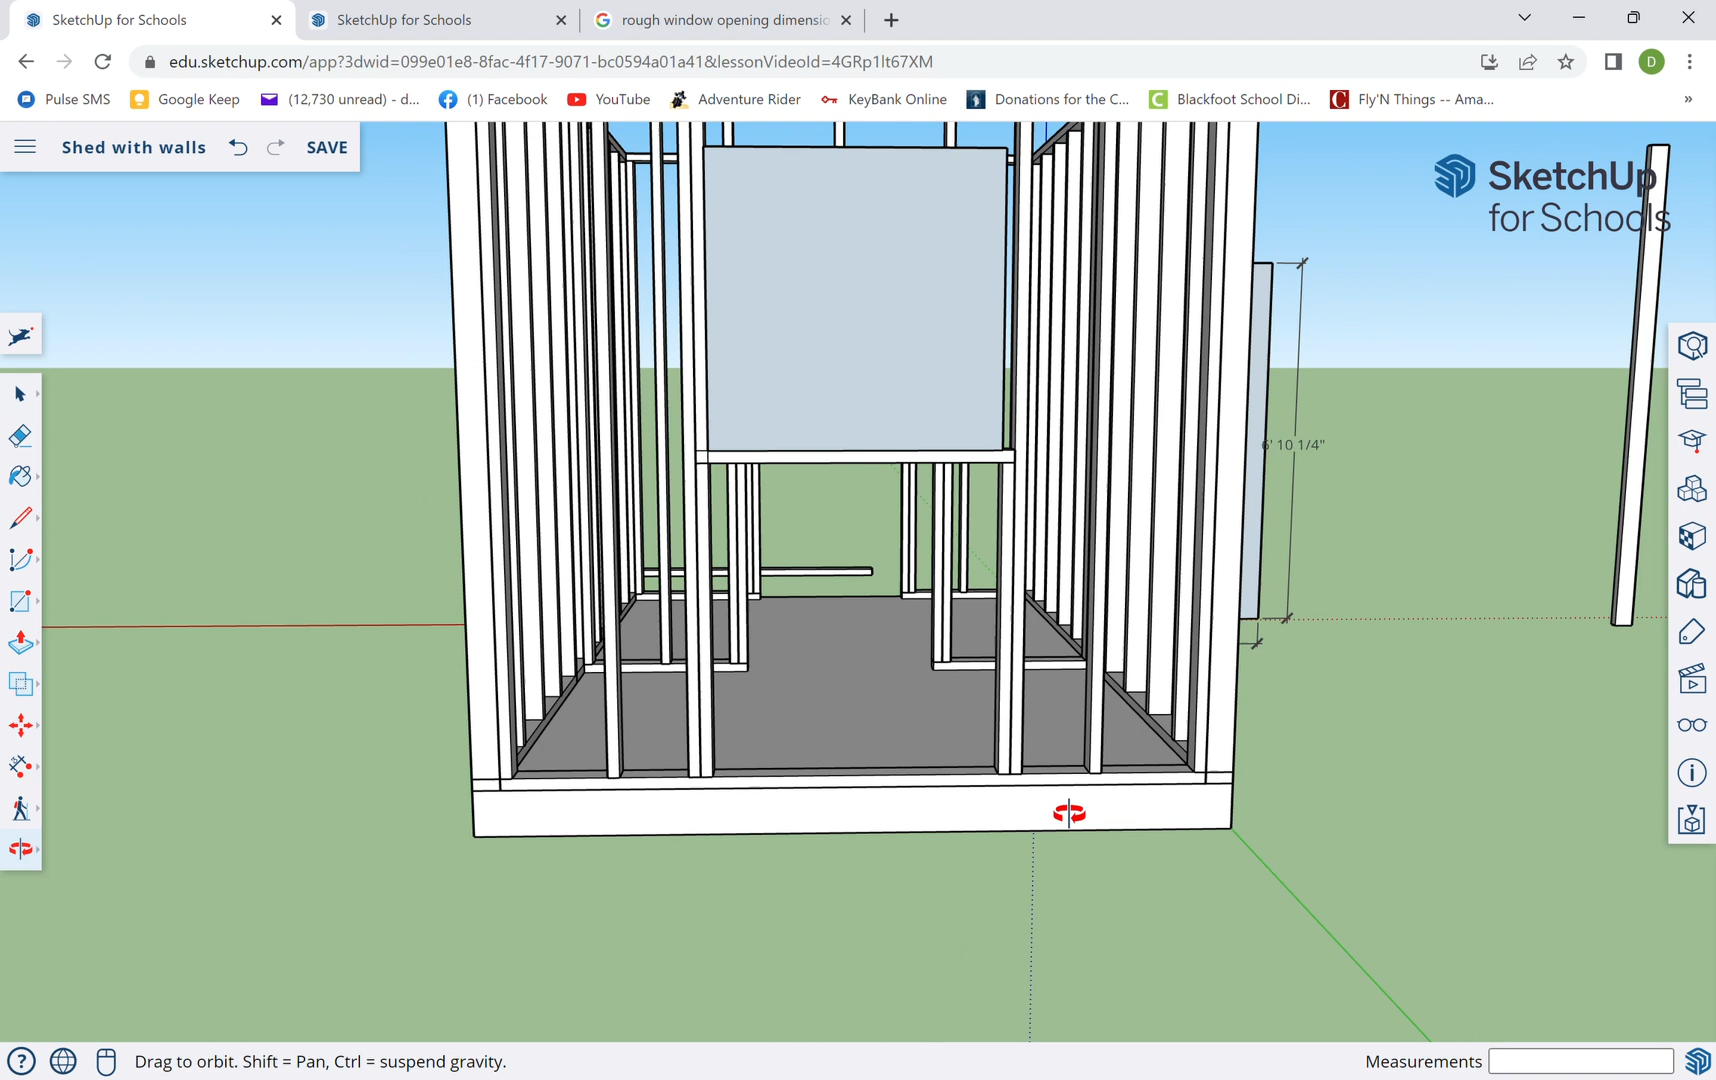 SketchUp for Schools
SketchUp for Schools
rough window opening dimensio
edu.sketchup.com/app?3dwid=099e01e8-8fac-4f17-9071-bc0594a01a41&lessonVideoId=4GRp1lt67XM
D
Pulse SMS
Google Keep
(12,730 unread) - d...
(1) Facebook
YouTube
Adventure Rider
KeyBank Online
Donations for the C...
Blackfoot School Di...
Fly'N Things -- Ama...
»
Shed with walls
SAVE
SketchUp
for Schools
6' 10 1/4"
Drag to orbit. Shift = Pan, Ctrl = suspend gravity.
Measurements